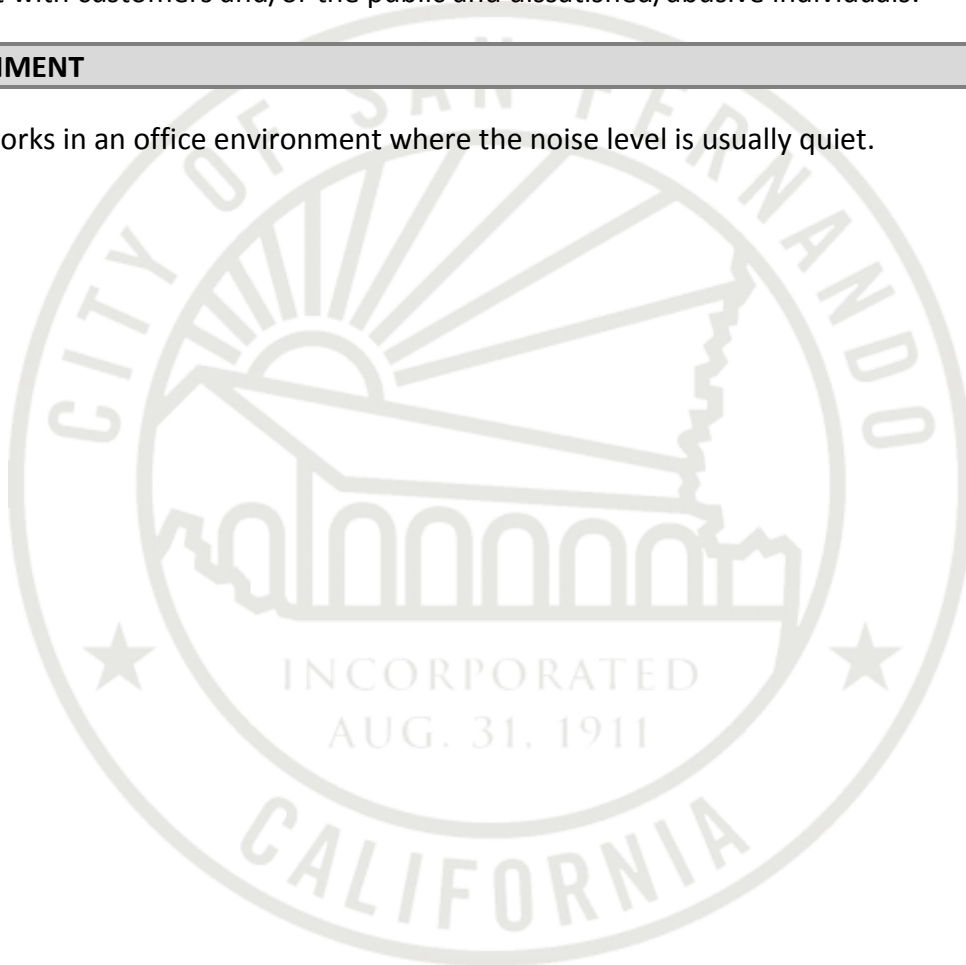 with customers and/or the public and dissatisfied/abusive individuals.
NMENT
orks in an office environment where the noise level is usually quiet.
CITY OF SAN FERNANDO
INCORPORATED
AUG. 31, 1911
CALIFORNIA